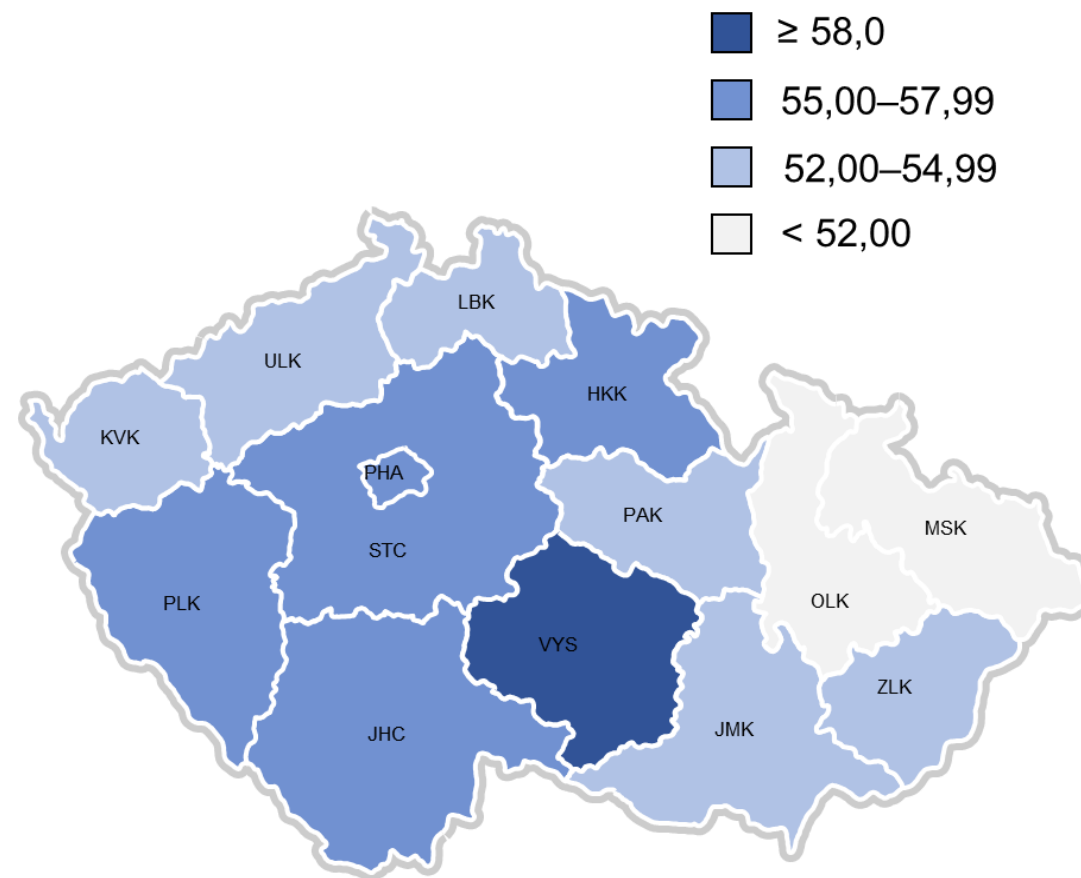 ≥ 58,0
55,00–57,99
52,00–54,99
< 52,00
LBK
ULK
HKK
KVK
PHA
PAK
MSK
STC
OLK
PLK
VYS
ZLK
JMK
JHC